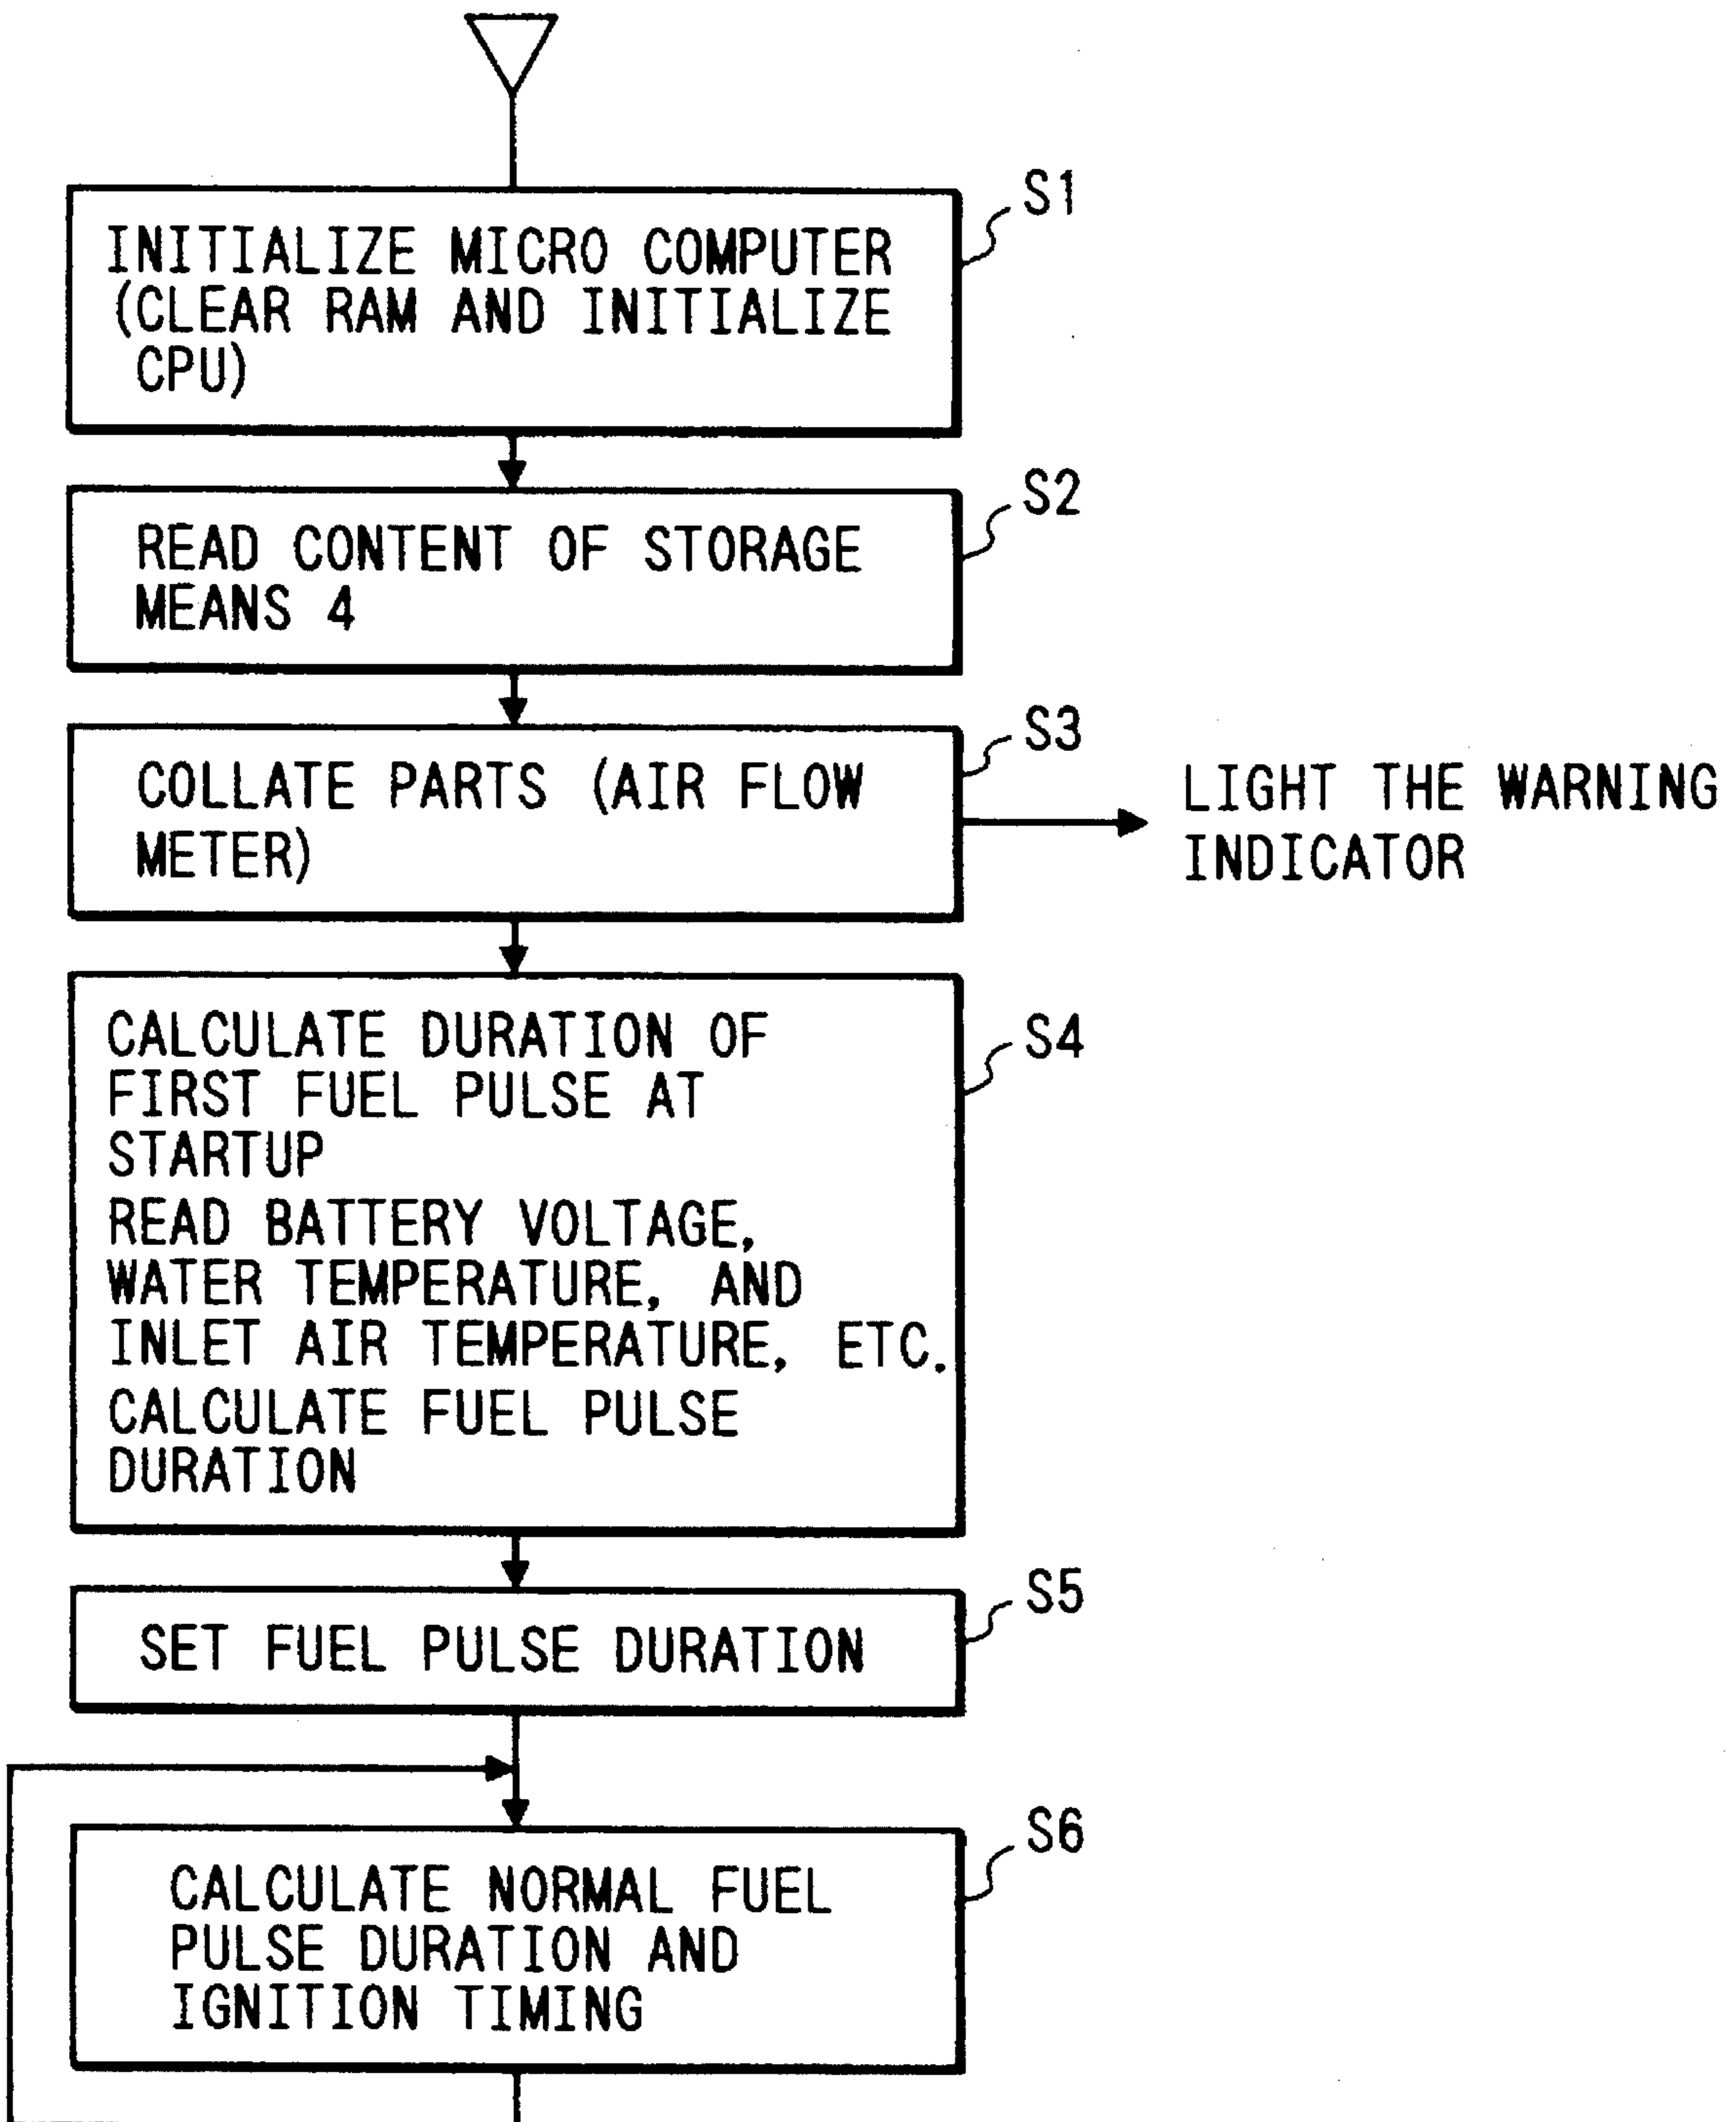 S1
INITIALIZE MICRO COMPUTER
(CLEAR RAM AND INITIALIZE
CPU)
S2
READ CONTENT OF STORAGE
MEANS 4
S3
COLLATE PARTS (AIR FLOW
METER)
LIGHT THE WARNING
INDICATOR
S4
CALCULATE DURATION OF
FIRST FUEL PULSE AT
STARTUP
READ BATTERY VOLTAGE,
WATER TEMPERATURE, AND
INLET AIR TEMPERATURE, ETC.
CALCULATE FUEL PULSE
DURATION
S5
SET FUEL PULSE DURATION
S6
CALCULATE NORMAL FUEL
PULSE DURATION AND
IGNITION TIMING